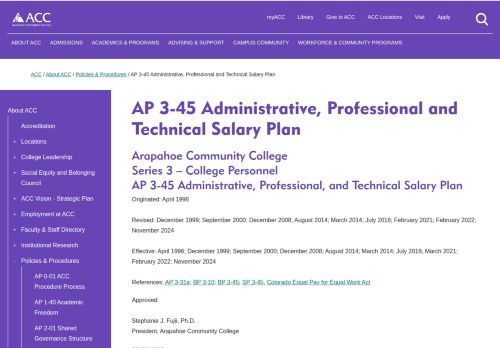 myACC Library Give to ACC ACC Locations Visit Apply
ACC
ABOUT ACC ADMISSIONS ACADEMICS & PROGRAMS ADVISING & SUPPORT CAMPUS COMMUNITY WORKFORCE & COMMUNITY PROGRAMS
ACC / About ACC / Policies & Procedures / AP 3-45 Administrative, Professional and Technical Salary Plan
About ACC
Accreditation
+ Locations
+ College Leadership
+ Social Equity and Belonging
Council
+ ACC Vision - Strategic Plan
+ Employment at ACC
+ Faculty & Staff Directory
+ Institutional Research
- Policies & Procedures
AP 0-01 ACC
Procedure Process
AP 1-40 Academic
Freedom
AP 2-01 Shared
Governance Structure
AP 3-45 Administrative, Professional and
Technical Salary Plan
Arapahoe Community College
Series 3 – College Personnel
AP 3-45 Administrative, Professional, and Technical Salary Plan
Originated: April 1996
Revised: December 1999; September 2000; December 2008; August 2014; March 2014; July 2016; February 2021; February 2022;
November 2024
Effective: April 1996; December 1999; September 2000; December 2008; August 2014; March 2014; July 2016; March 2021;
February 2022; November 2024
References: AP 3-31a; BP 3-10; BP 3-45; SP 3-45, Colorado Equal Pay for Equal Work Act
Approved:
Stephanie J. Fujii, Ph.D.
President, Arapahoe Community College